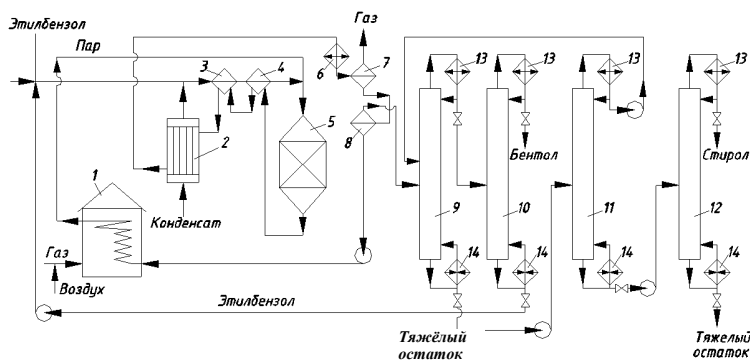 Этилбензол
Пар
Газ
3
4
6
7
13
13
13
13
5
8
2
Бентол
Стирол
1
Конденсат
9
10
11
12
Газ
Воздух
14
14
14
14
Этилбензол
Тяжёлый
остаток
Тяжелый
остаток